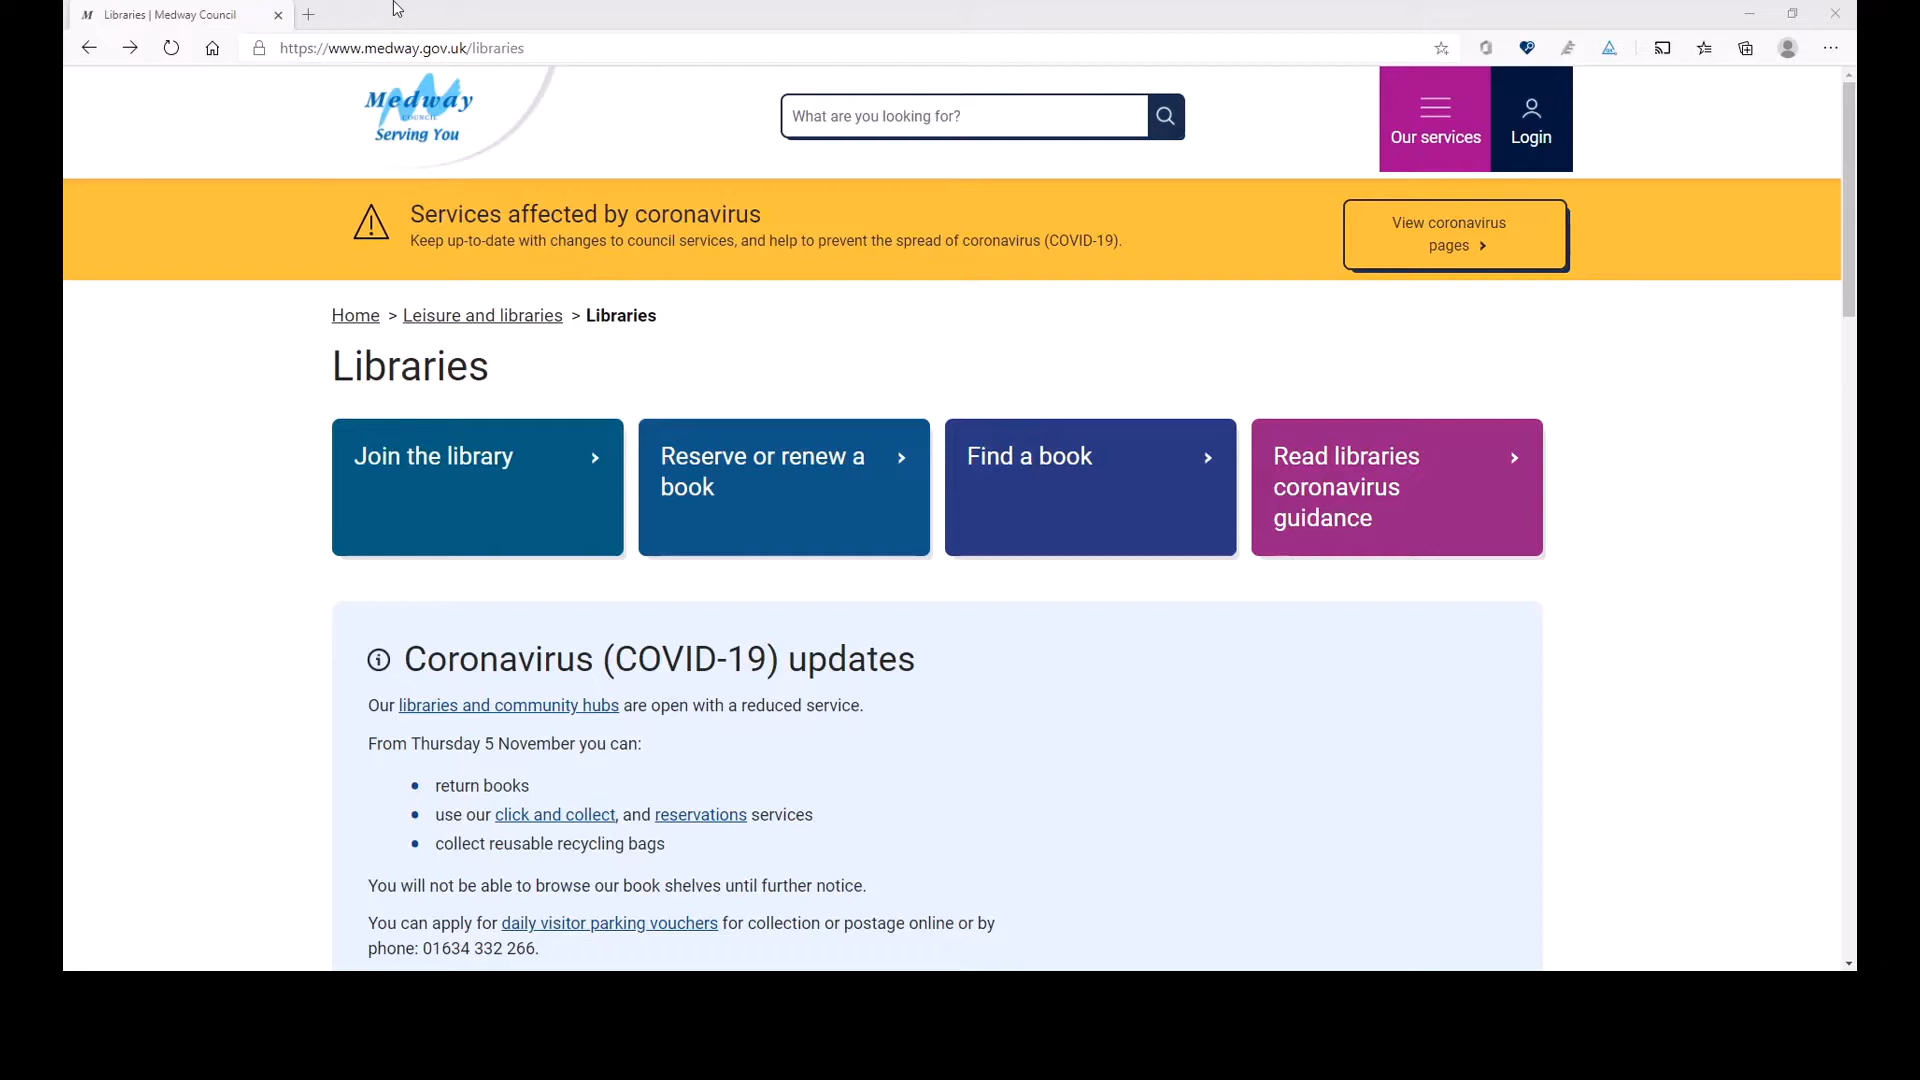 Libraries | Medway Council
https://www.medway.gov.uk/libraries
Medway
COUNCIL
Serving You
What are you looking for?
Our services
Login
Services affected by coronavirus
Keep up-to-date with changes to council services, and help to prevent the spread of coronavirus (COVID-19).
View coronavirus
pages >
Home > Leisure and libraries > Libraries
Libraries
Join the library
Reserve or renew a
book
Find a book
Read libraries
coronavirus
guidance
Coronavirus (COVID-19) updates
Our libraries and community hubs are open with a reduced service.
From Thursday 5 November you can:
• return books
• use our click and collect, and reservations services
• collect reusable recycling bags
You will not be able to browse our book shelves until further notice.
You can apply for daily visitor parking vouchers for collection or postage online or by
phone: 01634 332 266.